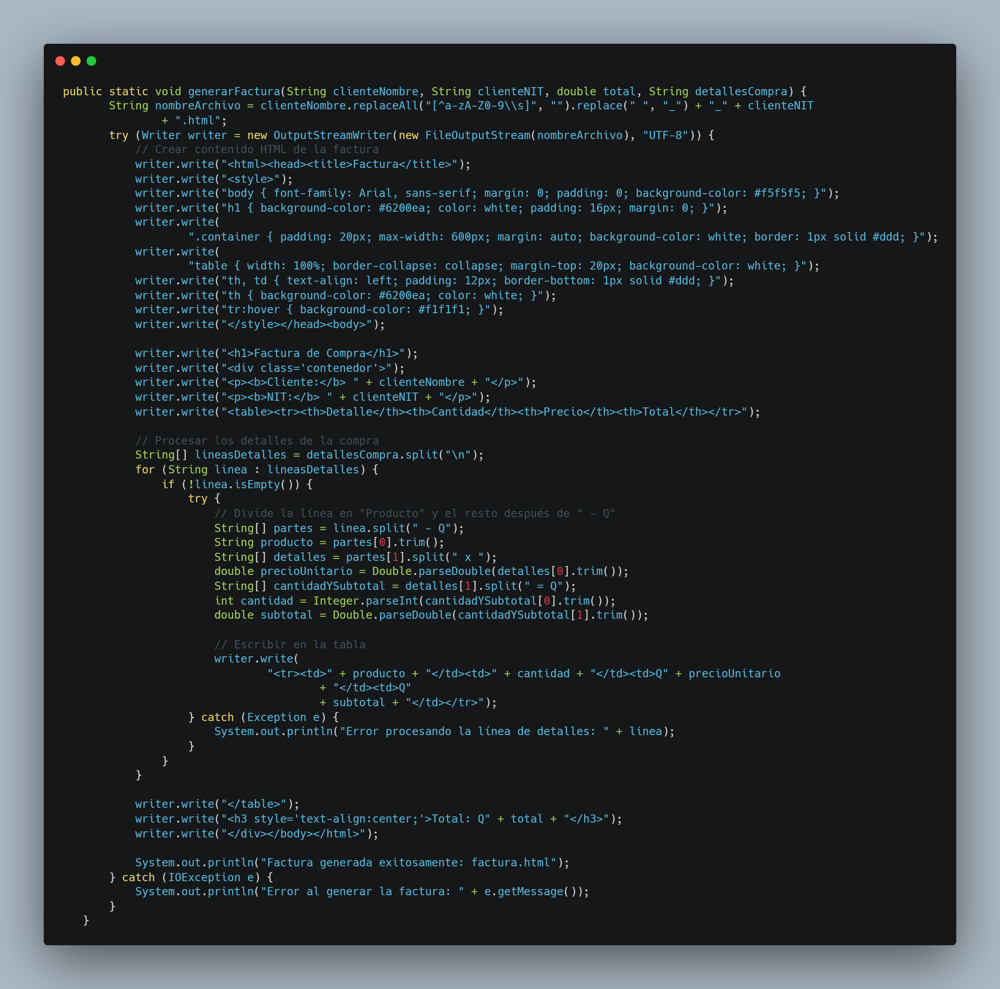 public static void generarFactura(String clienteNombre, String clienteNIT, double total, String detallesCompra) {
       String nombreArchivo = clienteNombre.replaceAll("[^a-zA-Z0-9\\s]", "").replace(" ", "_") + "_" + clienteNIT
               + ".html";
       try (Writer writer = new OutputStreamWriter(new FileOutputStream(nombreArchivo), "UTF-8")) {
           // Crear contenido HTML de la factura
           writer.write("<html><head><title>Factura</title>");
           writer.write("<style>");
           writer.write("body { font-family: Arial, sans-serif; margin: 0; padding: 0; background-color: #f5f5f5; }");
           writer.write("h1 { background-color: #6200ea; color: white; padding: 16px; margin: 0; }");
           writer.write(
                   ".container { padding: 20px; max-width: 600px; margin: auto; background-color: white; border: 1px solid #ddd; }");
           writer.write(
                   "table { width: 100%; border-collapse: collapse; margin-top: 20px; background-color: white; }");
           writer.write("th, td { text-align: left; padding: 12px; border-bottom: 1px solid #ddd; }");
           writer.write("th { background-color: #6200ea; color: white; }");
           writer.write("tr:hover { background-color: #f1f1f1; }");
           writer.write("</style></head><body>");

           writer.write("<h1>Factura de Compra</h1>");
           writer.write("<div class='contenedor'>");
           writer.write("<p><b>Cliente:</b> " + clienteNombre + "</p>");
           writer.write("<p><b>NIT:</b> " + clienteNIT + "</p>");
           writer.write("<table><tr><th>Detalle</th><th>Cantidad</th><th>Precio</th><th>Total</th></tr>");

           // Procesar los detalles de la compra
           String[] lineasDetalles = detallesCompra.split("\n");
           for (String linea : lineasDetalles) {
               if (!linea.isEmpty()) {
                   try {
                       // Divide la línea en "Producto" y el resto después de " - Q"
                       String[] partes = linea.split(" - Q");
                       String producto = partes[0].trim();
                       String[] detalles = partes[1].split(" x ");
                       double precioUnitario = Double.parseDouble(detalles[0].trim());
                       String[] cantidadYSubtotal = detalles[1].split(" = Q");
                       int cantidad = Integer.parseInt(cantidadYSubtotal[0].trim());
                       double subtotal = Double.parseDouble(cantidadYSubtotal[1].trim());

                       // Escribir en la tabla
                       writer.write(
                               "<tr><td>" + producto + "</td><td>" + cantidad + "</td><td>Q" + precioUnitario
                                       + "</td><td>Q"
                                       + subtotal + "</td></tr>");
                   } catch (Exception e) {
                       System.out.println("Error procesando la línea de detalles: " + linea);
                   }
               }
           }

           writer.write("</table>");
           writer.write("<h3 style='text-align:center;'>Total: Q" + total + "</h3>");
           writer.write("</div></body></html>");

           System.out.println("Factura generada exitosamente: factura.html");
       } catch (IOException e) {
           System.out.println("Error al generar la factura: " + e.getMessage());
       }
   }